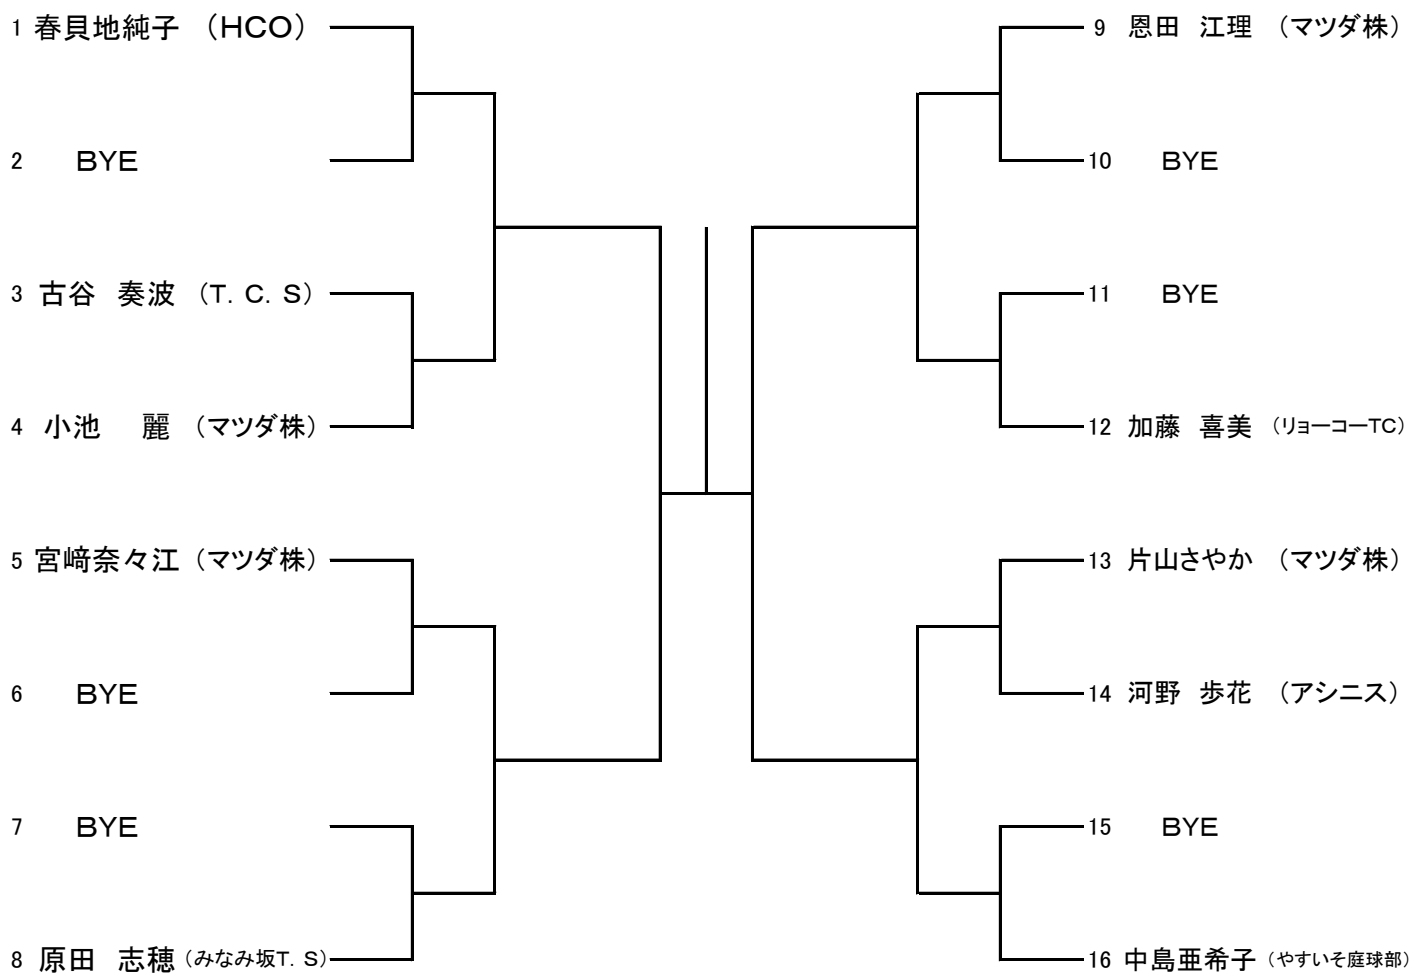 1 春貝地純子 （HCO）
2 BYE
3 古谷 奏波 （T. C. S）
4 小池 麗 （マツダ株）
5 宮﨑奈々江 （マツダ株）
6 BYE
7 BYE
8 原田 志穂 （みなみ坂T. S）
9 恩田 江理 （マツダ株）
10 BYE
11 BYE
12 加藤 喜美 （リョーコーTC）
13 片山さやか （マツダ株）
14 河野 歩花 （アシニス）
15 BYE
16 中島亜希子 （やすいそ庭球部）